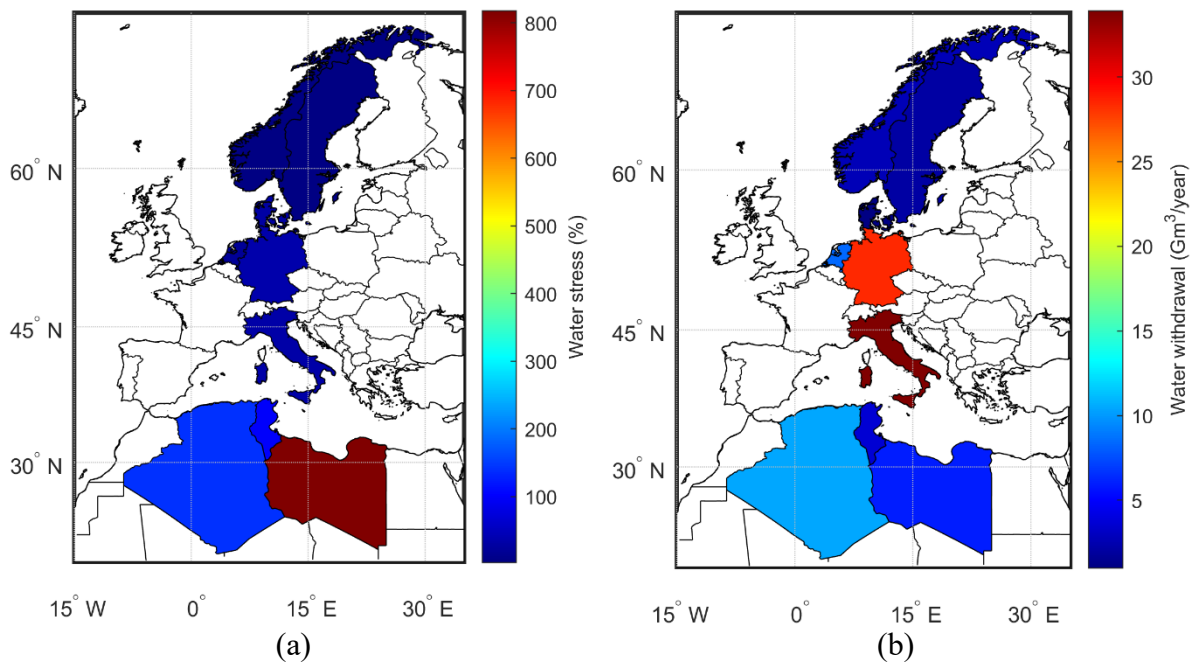 800
700
600
500
400
300
200
100
Water stress (%)
60° N
45° N
30° N
15° W
0°
15° E
30° E
(a)
30
25
20
15
10
5
Water withdrawal (Gm³/year)
60° N
45° N
30° N
15° W
0°
15° E
30° E
(b)